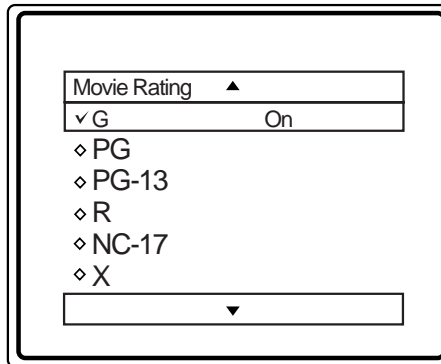 Movie Rating ▲
✓ G On
◇ PG
◇ PG-13
◇ R
◇ NC-17
◇ X
▼